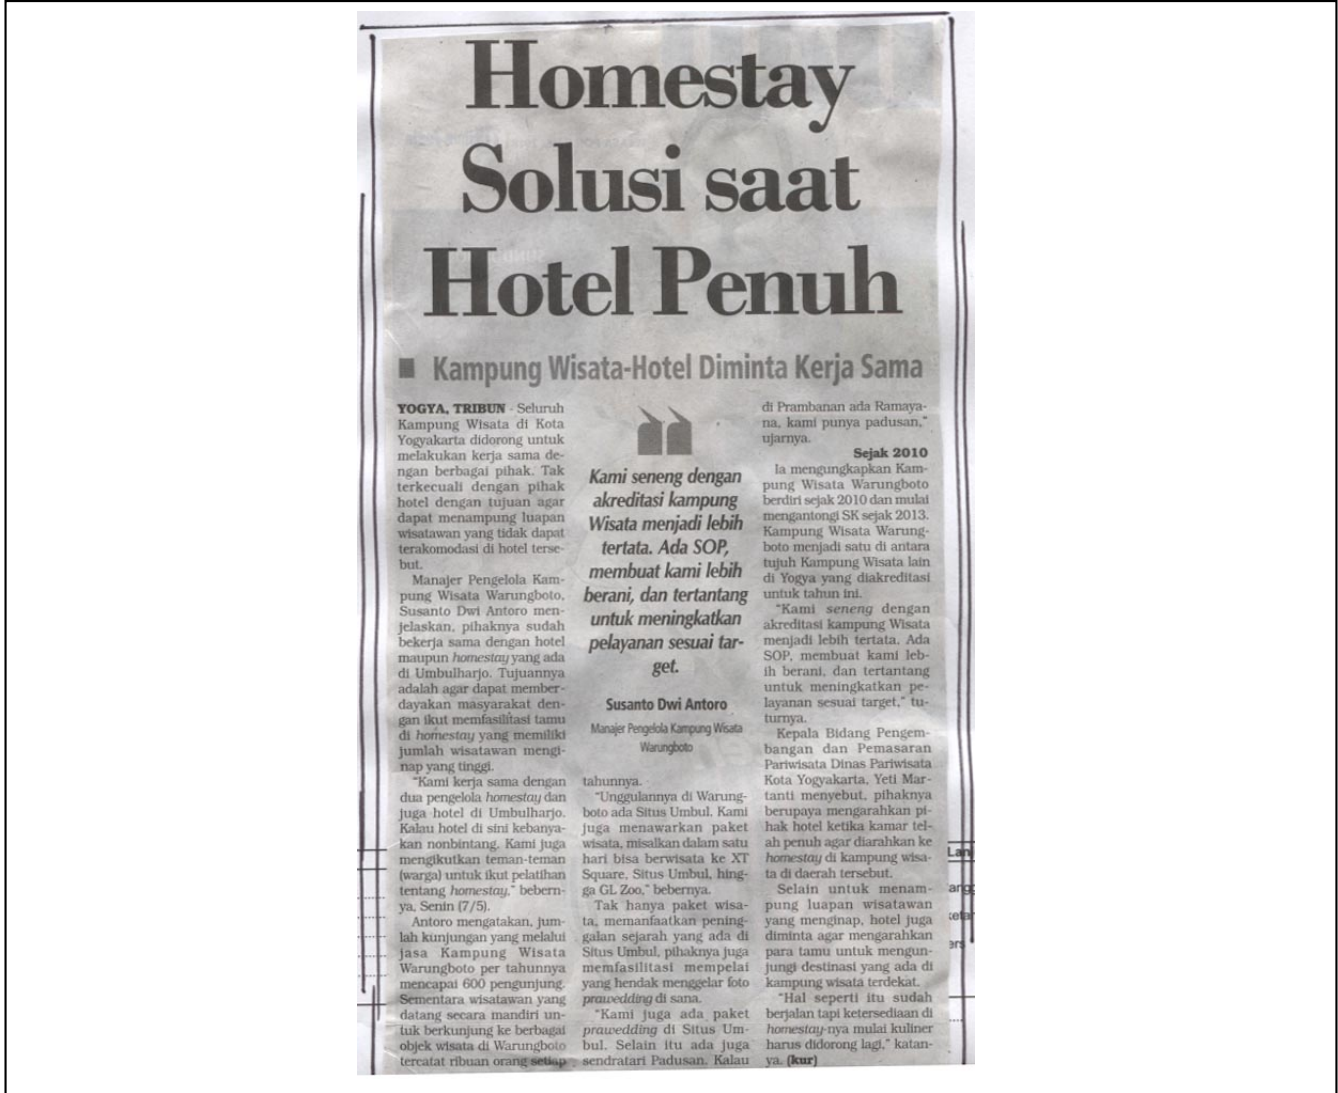 Homestay
Solusi saat
Hotel Penuh
■ Kampung Wisata-Hotel Diminta Kerja Sama
YOGYA, TRIBUN - Seluruh
Kampung Wisata di Kota
Yogyakarta didorong untuk
melakukan kerja sama de-
ngan berbagai pihak. Tak
terkecuali dengan pihak
hotel dengan tujuan agar
dapat menampung luapan
wisatawan yang tidak dapat
terakomodasi di hotel terse-
but.
Manajer Pengelola Kam-
pung Wisata Warungboto,
Susanto Dwi Antoro men-
jelaskan, pihaknya sudah
bekerja sama dengan hotel
maupun homestay yang ada
di Umbulharjo. Tujuannya
adalah agar dapat member-
dayakan masyarakat den-
gan ikut memfasilitasi tamu
di homestay yang memiliki
jumlah wisatawan mengi-
nap yang tinggi.
"Kami kerja sama dengan
dua pengelola homestay dan
juga hotel di Umbulharjo.
Kalau hotel di sini kebanya-
kan nonbintang. Kami juga
mengikutkan teman-teman
(warga) untuk ikut pelatihan
tentang homestay," bebern-
ya, Senin (7/5).
Antoro mengatakan, jum-
lah kunjungan yang melalui
jasa Kampung Wisata
Warungboto per tahunnya
mencapai 600 pengunjung.
Sementara wisatawan yang
datang secara mandiri un-
tuk berkunjung ke berbagai
objek wisata di Warungboto
tercatat ribuan orang setiap
Kami seneng dengan
akreditasi kampung
Wisata menjadi lebih
tertata. Ada SOP,
membuat kami lebih
berani, dan tertantang
untuk meningkatkan
pelayanan sesuai tar-
get.
Susanto Dwi Antoro
Manajer Pengelola Kampung Wisata
Warungboto
tahunnya.
"Unggulannya di Warung-
boto ada Situs Umbul. Kami
juga menawarkan paket
wisata, misalkan dalam satu
hari bisa berwisata ke XT
Square, Situs Umbul, hing-
ga GL Zoo," bebernya.
Tak hanya paket wisa-
ta, memanfaatkan pening-
galan sejarah yang ada di
Situs Umbul, pihaknya juga
memfasilitasi mempelai
yang hendak menggelar foto
prawedding di sana.
"Kami juga ada paket
prawedding di Situs Um-
bul. Selain itu ada juga
sendratari Padusan. Kalau
di Prambanan ada Ramaya-
na, kami punya padusan,"
ujarnya.
Sejak 2010
Ia mengungkapkan Kam-
pung Wisata Warungboto
berdiri sejak 2010 dan mulai
mengantongi SK sejak 2013.
Kampung Wisata Warung-
boto menjadi satu di antara
tujuh Kampung Wisata lain
di Yogya yang diakreditasi
untuk tahun ini.
"Kami seneng dengan
akreditasi kampung Wisata
menjadi lebih tertata. Ada
SOP, membuat kami leb-
ih berani, dan tertantang
untuk meningkatkan pe-
layanan sesuai target," tu-
turnya.
Kepala Bidang Pengem-
bangan dan Pemasaran
Pariwisata Dinas Pariwisata
Kota Yogyakarta, Yeti Mar-
tanti menyebut, pihaknya
berupaya mengarahkan pi-
hak hotel ketika kamar tel-
ah penuh agar diarahkan ke
homestay di kampung wisa-
ta di daerah tersebut.
Selain untuk menam-
pung luapan wisatawan
yang menginap, hotel juga
diminta agar mengarahkan
para tamu untuk mengun-
jungi destinasi yang ada di
kampung wisata terdekat.
"Hal seperti itu sudah
berjalan tapi ketersediaan di
homestay-nya mulai kuliner
harus didorong lagi," katan-
ya. (kur)